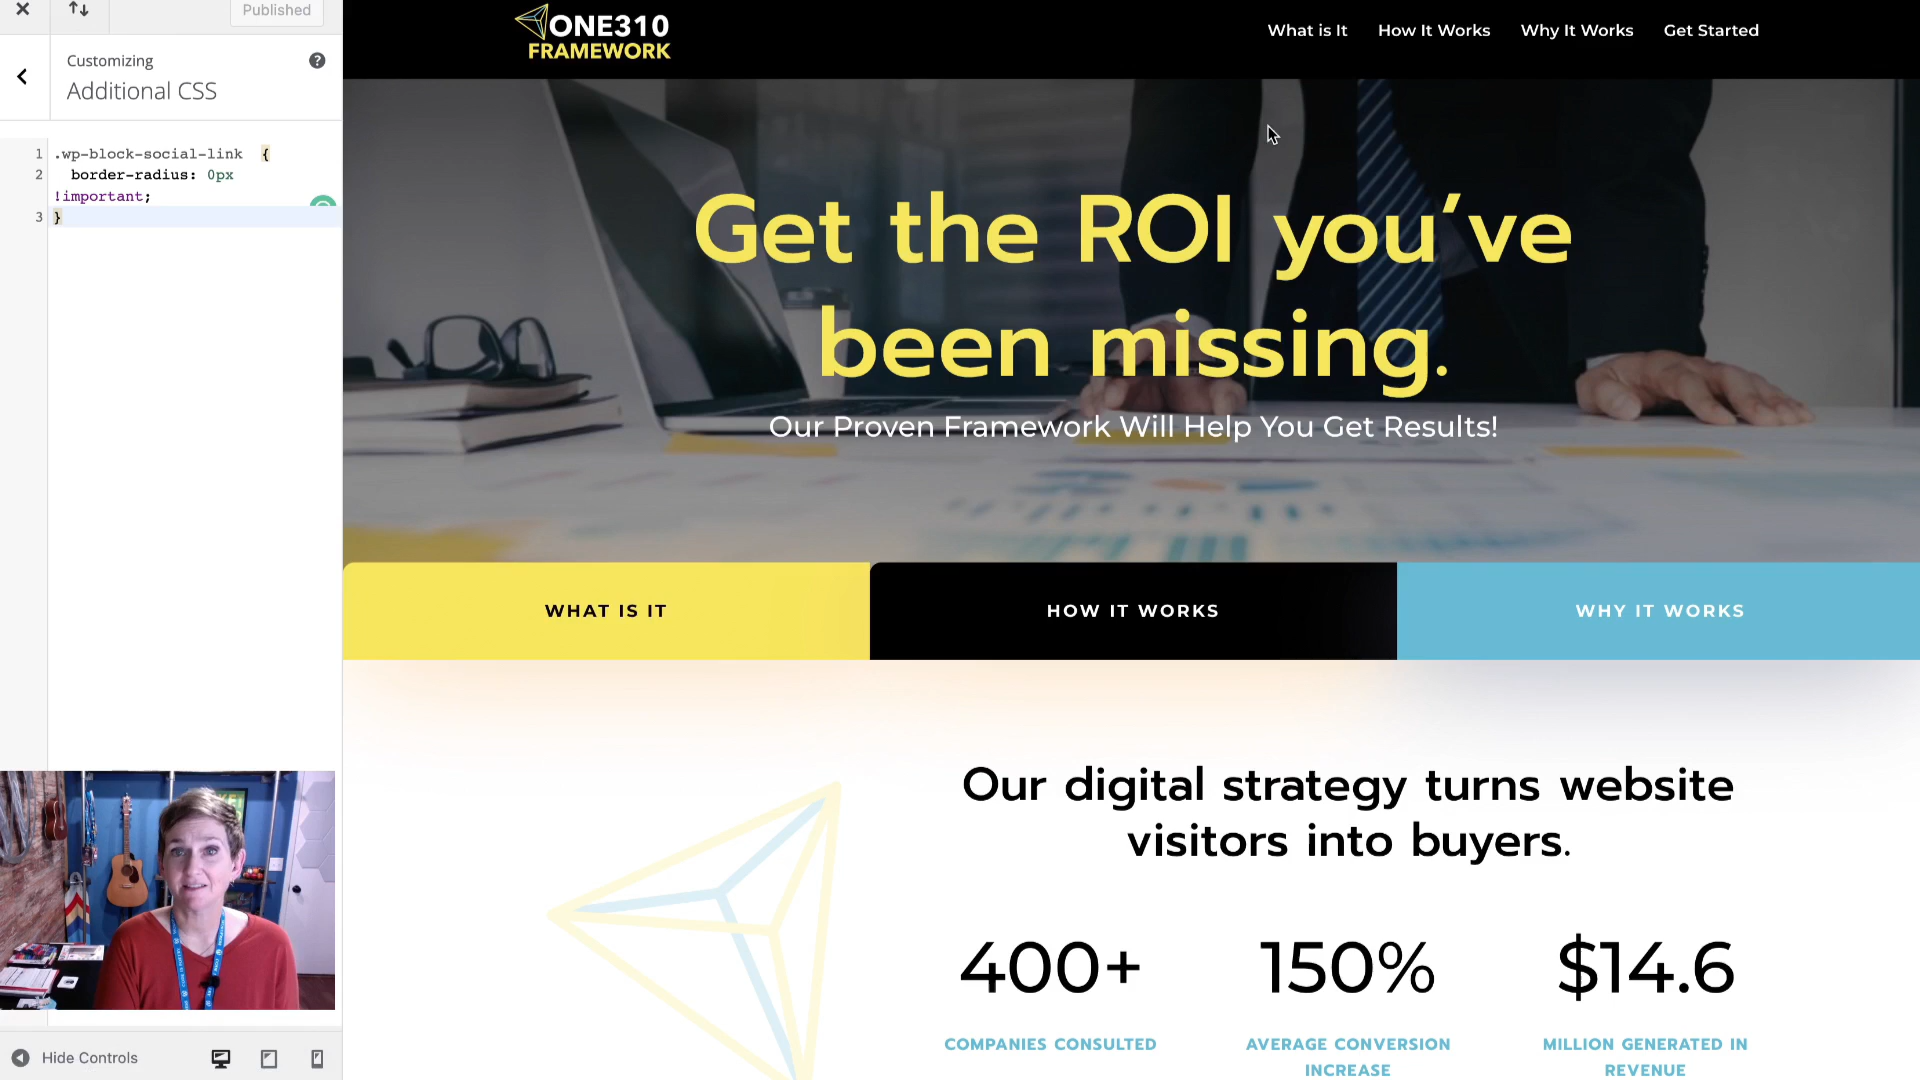 Published
Customizing
Additional CSS
1 .wp-block-social-link {
2 border-radius: 0px
!important;
3 }
Hide Controls
ONE310
FRAMEWORK
What is It How It Works Why It Works Get Started
Get the ROI you’ve
been missing.
Our Proven Framework Will Help You Get Results!
WHAT IS IT HOW IT WORKS WHY IT WORKS
Our digital strategy turns website
visitors into buyers.
400+ 150% $14.6
COMPANIES CONSULTED
AVERAGE CONVERSION
INCREASE
MILLION GENERATED IN
REVENUE